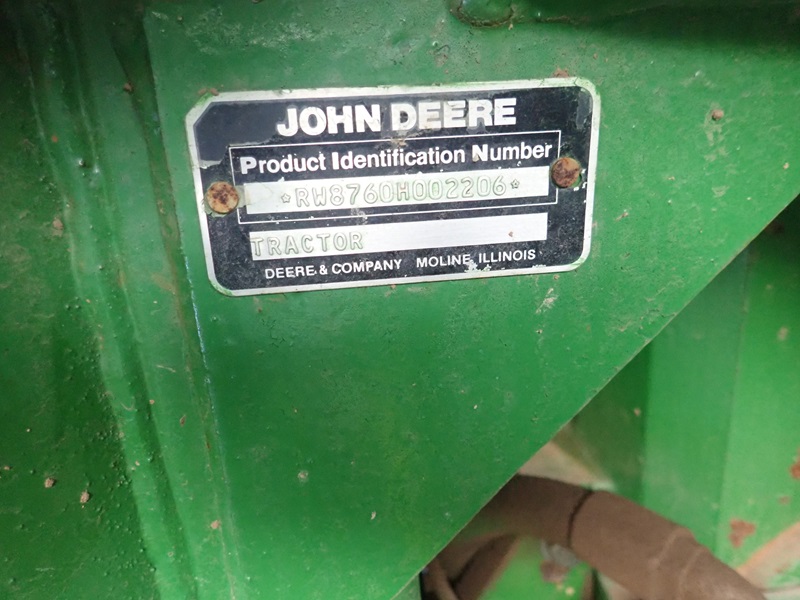 JOHN DEERE
Product Identification Number
*RW8760H002206*
TRACTOR
DEERE & COMPANY MOLINE, ILLINOIS